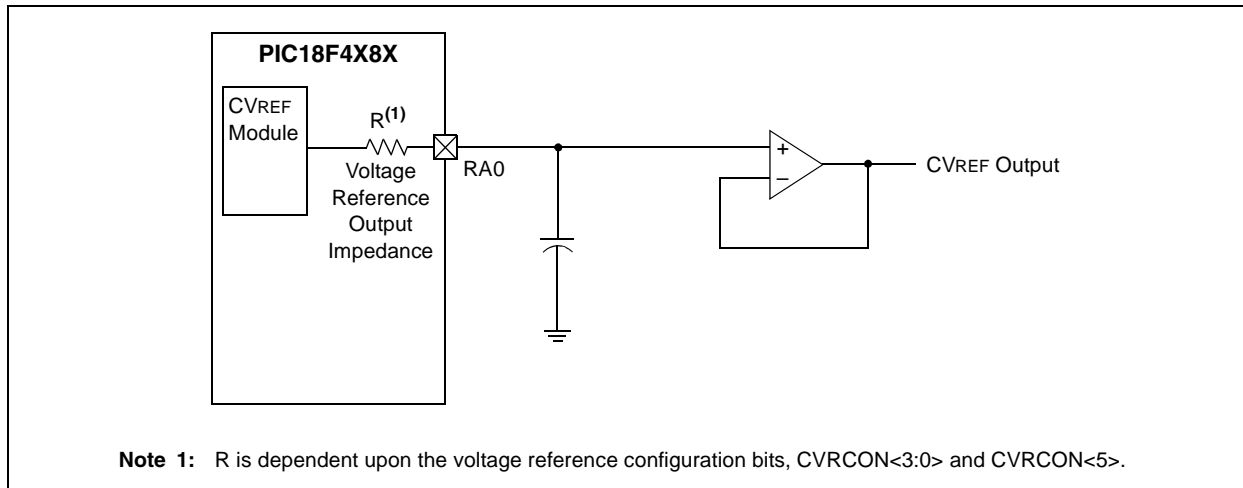 PIC18F4X8X
CVREF
Module
R(1)
Voltage
Reference
Output
Impedance
RA0
+
–
CVREF Output
Note 1: R is dependent upon the voltage reference configuration bits, CVRCON<3:0> and CVRCON<5>.